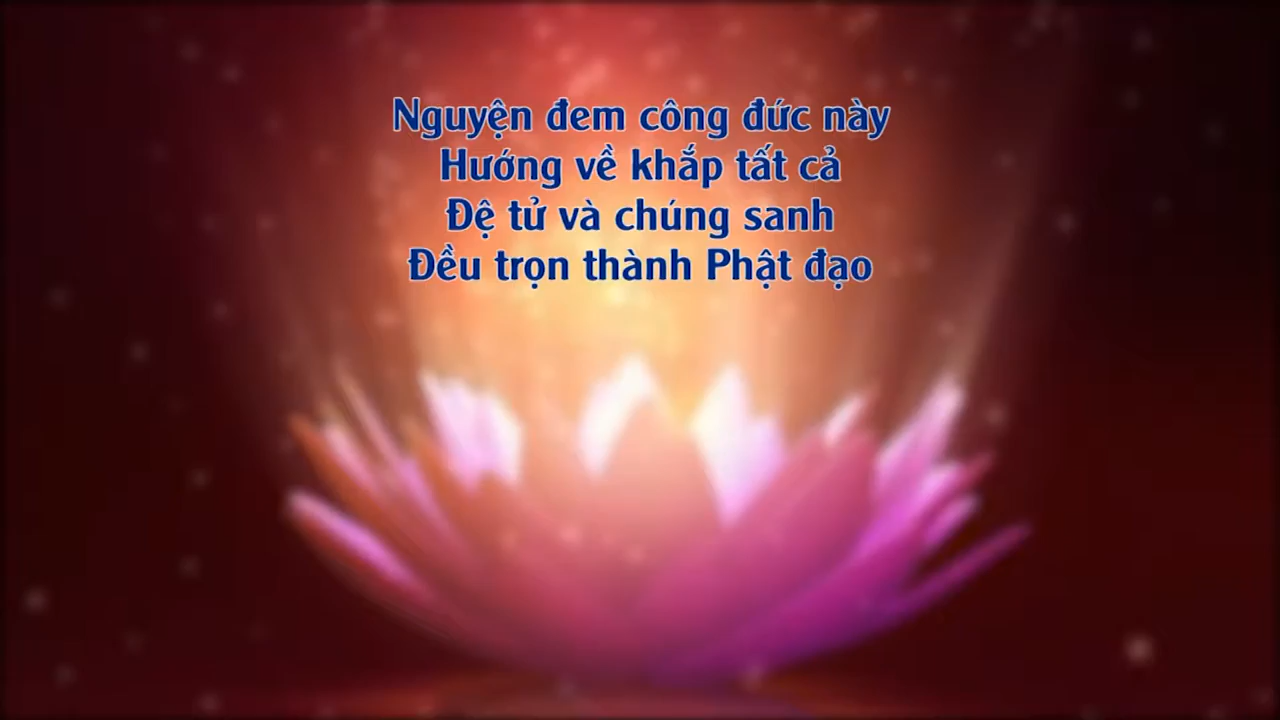 Nguyện đem công đức này
Hướng về khắp tất cả
Đệ tử và chúng sanh
Đều trọn thành Phật đạo